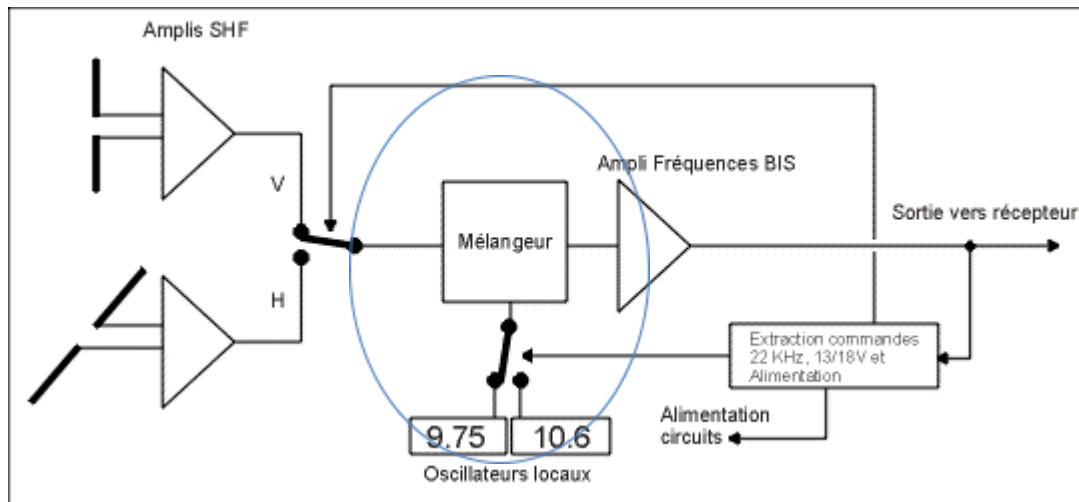 Amplis SHF
V
Ampli Fréquences BIS
Sortie vers récepteur
Mélangeur
H
Extraction commandes
22 KHz, 13/18V et
Alimentation
Alimentation
circuits
9.75
10.6
Oscillateurs locaux